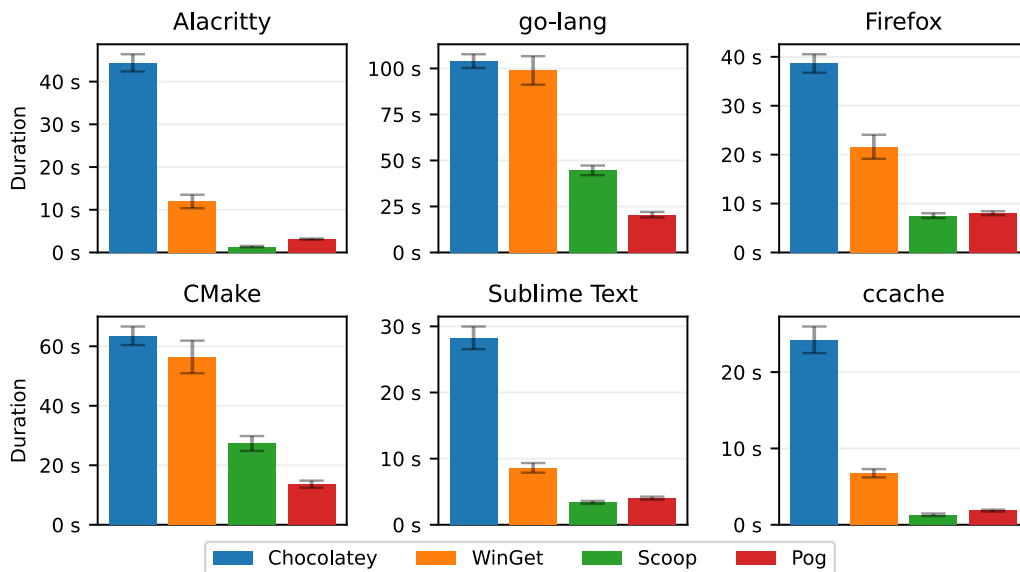 Alacritty
go-lang
Firefox
Duration
40 s
30 s
20 s
10 s
0 s
100 s
75 s
50 s
25 s
0 s
40 s
30 s
20 s
10 s
0 s
CMake
Sublime Text
ccache
Duration
60 s
40 s
20 s
0 s
30 s
20 s
10 s
0 s
20 s
10 s
0 s
Chocolatey
WinGet
Scoop
Pog